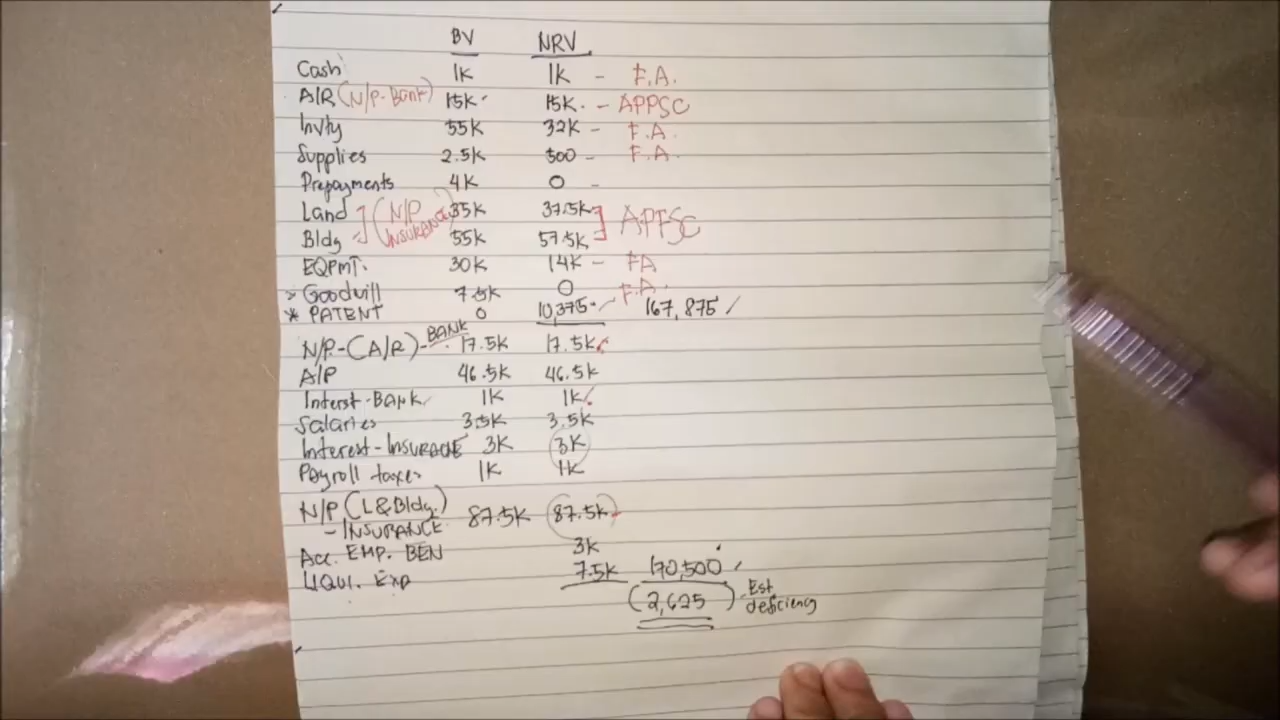 BV NRV
Cash 1K 1K - F.A.
A/R (N/P-Bank) 15K 15K - APPSC
Invty 55K 32K - F.A.
Supplies 2.5K 500 - F.A.
Prepayments 4K 0 -
Land (N/P 35K 37.5K APFSC
Bldg INSURANCE) 55K 57.5K
EQPMT. 30K 14K - FA
Goodwill 7.5K 0 F.A.
* PATENT 0 10,375 167,875
N/P-(A/R)-BANK 17.5K 17.5K
A/P 46.5K 46.5K
Interst-Bank 1K 1K
Salaries 3.5K 3.5K
Interest-INSURANCE 3K 3K
Payroll taxes 1K 1K
N/P (L&Bldg.)
- INSURANCE 87.5K 87.5K
Acc. EMP. BEN 3K
LIQUI. EXP 7.5K 170,500
(2,625) Est
deficiency